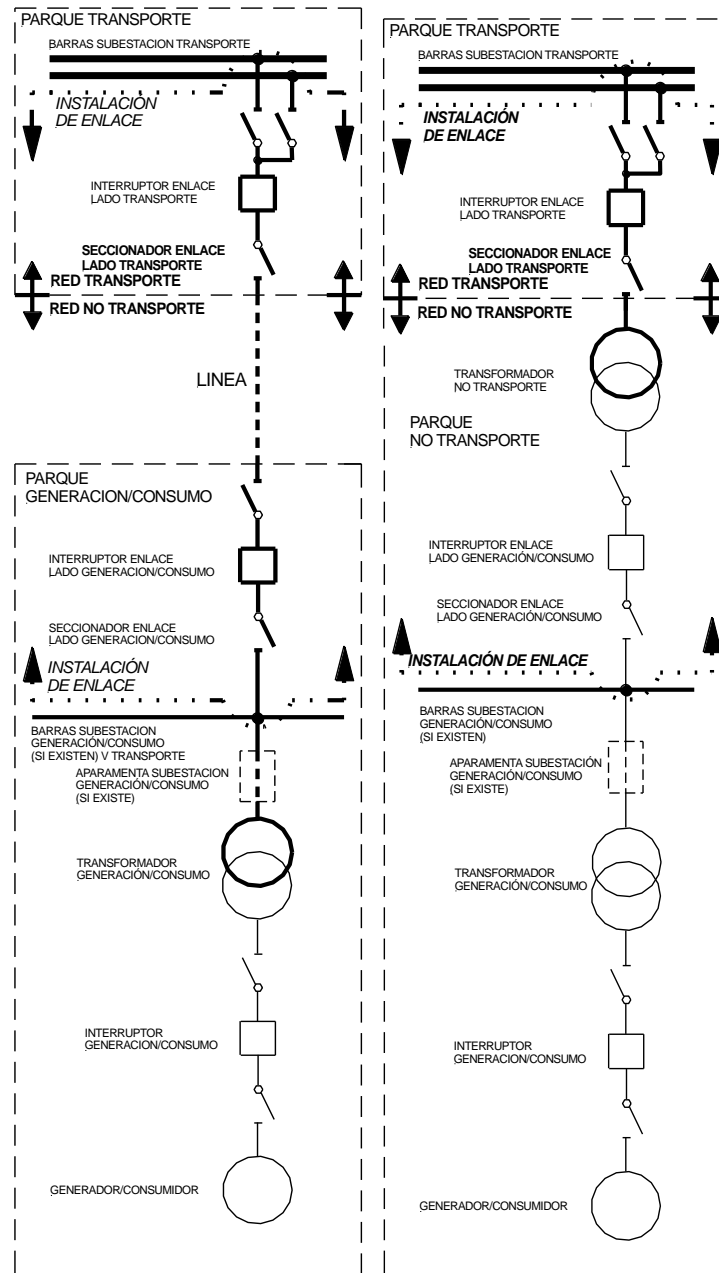 PARQUE TRANSPORTE
BARRAS SUBESTACION TRANSPORTE
INSTALACIÓN
DE ENLACE
INTERRUPTOR ENLACE
LADO TRANSPORTE
SECCIONADOR ENLACE
LADO TRANSPORTE
RED TRANSPORTE
RED NO TRANSPORTE
LINEA
PARQUE
GENERACION/CONSUMO
INTERRUPTOR ENLACE
LADO GENERACION/CONSUMO
SECCIONADOR ENLACE
LADO GENERACIÓN/CONSUMO
INSTALACIÓN
DE ENLACE
BARRAS SUBESTACION
GENERACIÓN/CONSUMO
(SI EXISTEN) V TRANSPORTE
APARAMENTA SUBESTACION
GENERACIÓN/CONSUMO
(SI EXISTE)
TRANSFORMADOR
GENERACIÓN/CONSUMO
INTERRUPTOR
GENERACION/CONSUMO
GENERADOR/CONSUMIDOR
PARQUE TRANSPORTE
BARRAS SUBESTACION TRANSPORTE
INSTALACIÓN
DE ENLACE
INTERRUPTOR ENLACE
LADO TRANSPORTE
SECCIONADOR ENLACE
LADO TRANSPORTE
RED TRANSPORTE
RED NO TRANSPORTE
TRANSFORMADOR
NO TRANSPORTE
PARQUE
NO TRANSPORTE
INTERRUPTOR ENLACE
LADO GENERACIÓN/CONSUMO
SECCIONADOR ENLACE
LADO GENERACIÓN/CONSUMO
INSTALACIÓN DE ENLACE
BARRAS SUBESTACION
GENERACIÓN/CONSUMO
(SI EXISTEN)
APARAMENTA SUBESTACIÓN
GENERACIÓN/CONSUMO
(SI EXISTE)
TRANSFORMADOR
GENERACIÓN/CONSUMO
INTERRUPTOR
GENERACION/CONSUMO
GENERADOR/CONSUMIDOR